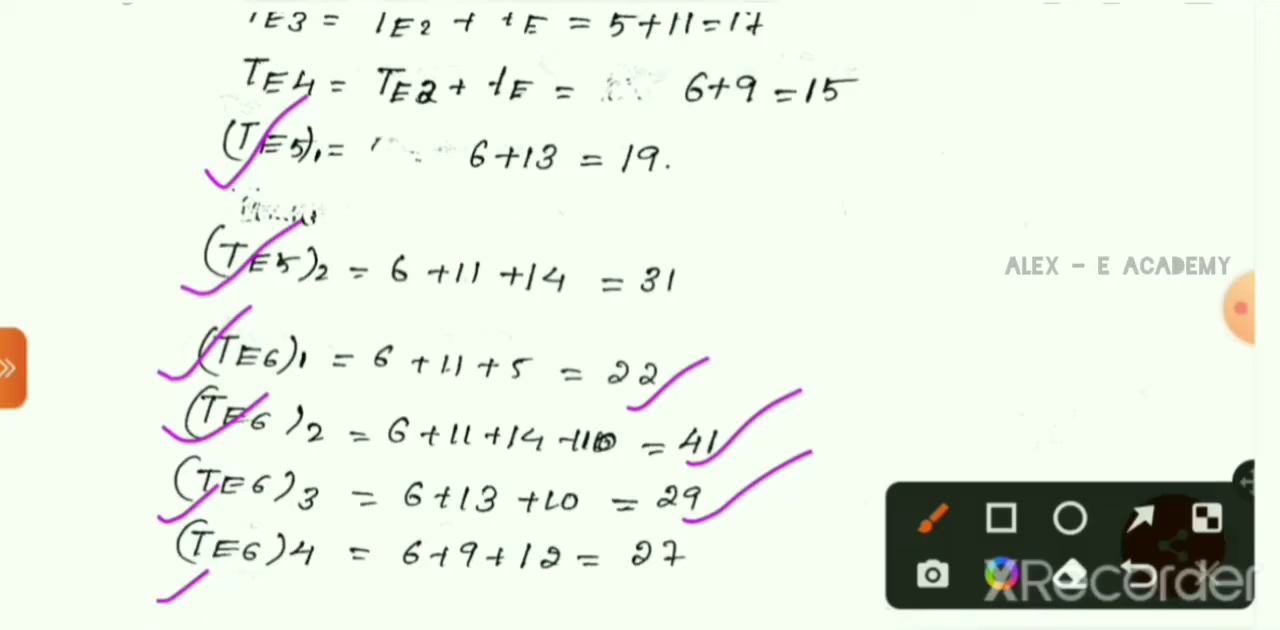 TE3 = TE2 + tE = 5+11=17
TE4 = TE2 + tE = 6+9=15
(TE5)1 = 6+13 = 19.
(TE5)2 = 6 +11 +14 = 31
ALEX - E ACADEMY
(TE6)1 = 6 +11+5 = 22
(TE6)2 = 6+11+14+10 = 41
(TE6)3 = 6+13 +10 = 29
(TE6)4 = 6+9+12 = 27
XRecorder